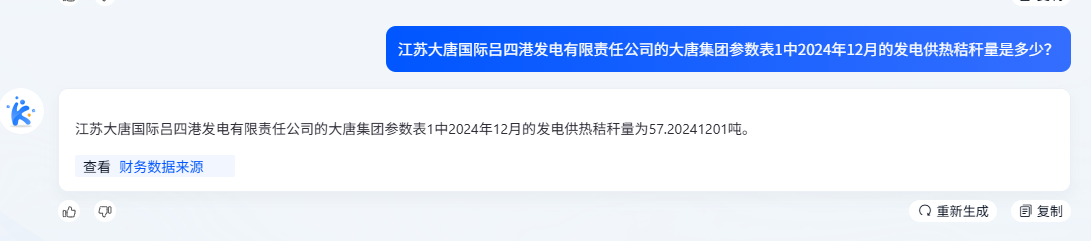 江苏大唐国际吕四港发电有限责任公司的大唐集团参数表1中2024年12月的发电供热秸秆量是多少？
江苏大唐国际吕四港发电有限责任公司的大唐集团参数表1中2024年12月的发电供热秸秆量为57.20241201吨。
查看 财务数据来源
重新生成 复制